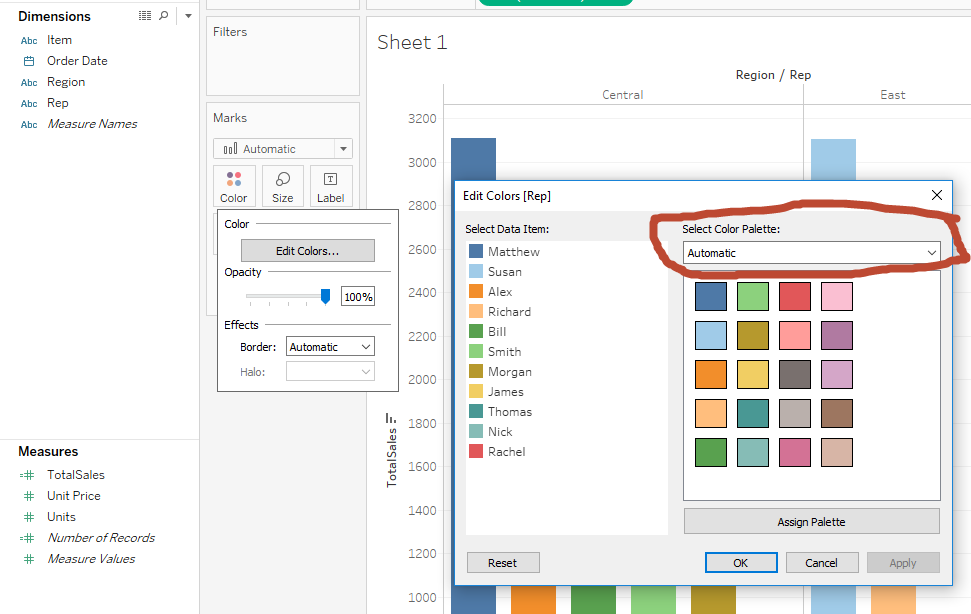 Dimensions
Abc Item
Order Date
Abc Region
Abc Rep
Abc Measure Names
Measures
TotalSales
Unit Price
Units
Number of Records
Measure Values
Filters
Marks
Automatic
Color Size Label
Color
Edit Colors...
Opacity
100%
Effects
Border: Automatic
Halo:
Sheet 1
Region / Rep
Central East
3200
3000
2800
2600
2400
2200
2000
1800
1600
1400
1200
1000
TotalSales
Edit Colors [Rep]
Select Data Item:
Matthew
Susan
Alex
Richard
Bill
Smith
Morgan
James
Thomas
Nick
Rachel
Select Color Palette:
Automatic
Assign Palette
Reset OK Cancel Apply